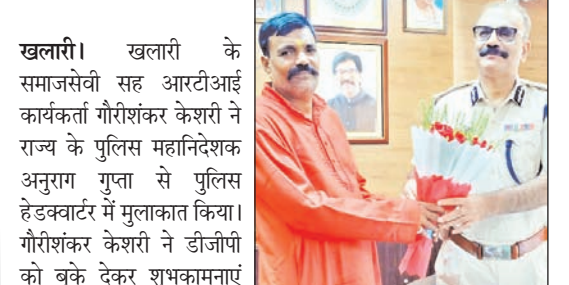 खलारी। खलारी के
समाजसेवी सह आरटीआई
कार्यकर्ता गौरीशंकर केशरी ने
राज्य के पुलिस महानिदेशक
अनुराग गुप्ता से पुलिस
हेडक्वार्टर में मुलाकात किया।
गौरीशंकर केशरी ने डीजीपी
को बुके देकर शुभकामनाएं